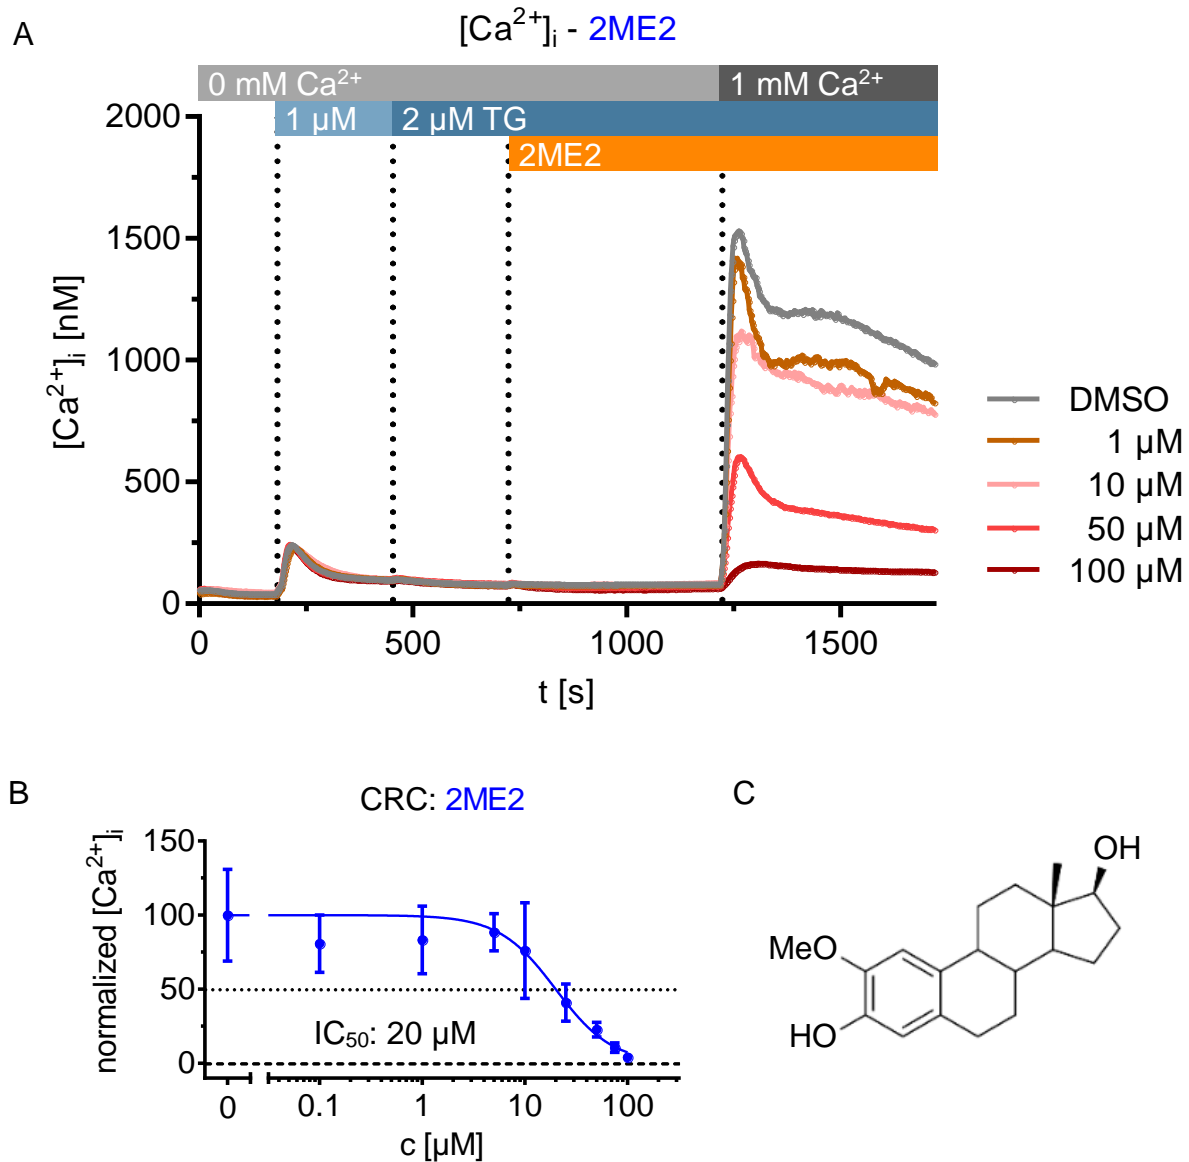 A
[Ca²⁺]ᵢ - 2ME2
0 mM Ca²⁺
1 mM Ca²⁺
1 µM
2 µM TG
2ME2
2000
1500
1000
500
0
[Ca²⁺]ᵢ [nM]
0
500
1000
1500
t [s]
DMSO
1 µM
10 µM
50 µM
100 µM
B
CRC: 2ME2
150
100
50
0
normalized [Ca²⁺]ᵢ
IC₅₀: 20 µM
0
0.1
1
10
100
c [µM]
C
OH
MeO
HO